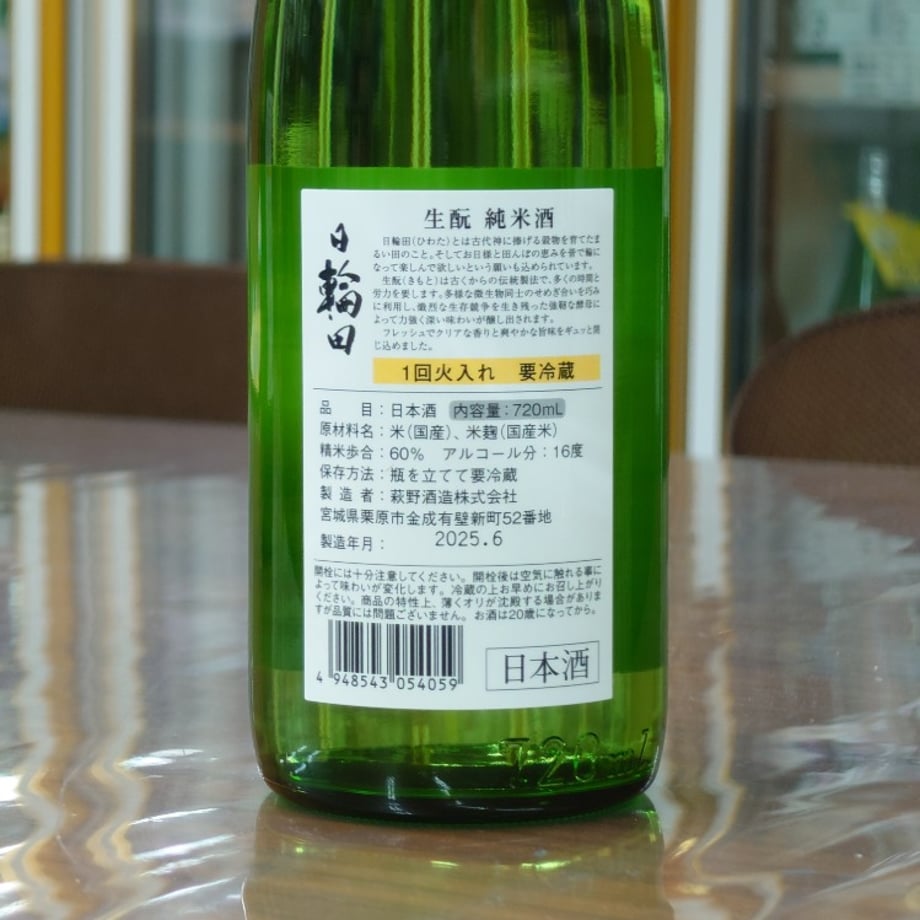 生酛 純米酒
日輪田
日輪田(ひわた)とは古代神に捧げる穀物を育てたま
るい田のこと。そしてお日様と田んぼの恵みを皆で輪に
なって楽しんで欲しいという願いも込められています。
生酛(きもと)は古くからの伝統製法で、多くの時間と
労力を要します。多様な微生物同士のせめぎ合いを巧み
に利用し、熾烈な生存競争を生き残った強靭な酵母に
よって力強く深い味わいが醸し出されます。
フレッシュでクリアな香りと爽やかな旨味をギュッと閉
じ込めました。
1回火入れ 要冷蔵
品 目:日本酒 内容量:720mL
原材料名:米(国産)、米麹(国産米)
精米歩合:60% アルコール分:16度
保存方法:瓶を立てて要冷蔵
製造者:萩野酒造株式会社
宮城県栗原市金成有壁新町52番地
製造年月: 2025.6
開栓には十分注意してください。開栓後は空気に触れる事に
よって味わいが変化します。冷蔵の上お早めにお召し上がり
ください。商品の特性上、薄くオリが沈殿する場合がありま
すが品質には問題ございません。お酒は20歳になってから。
4 948543 054059
日本酒
720ml